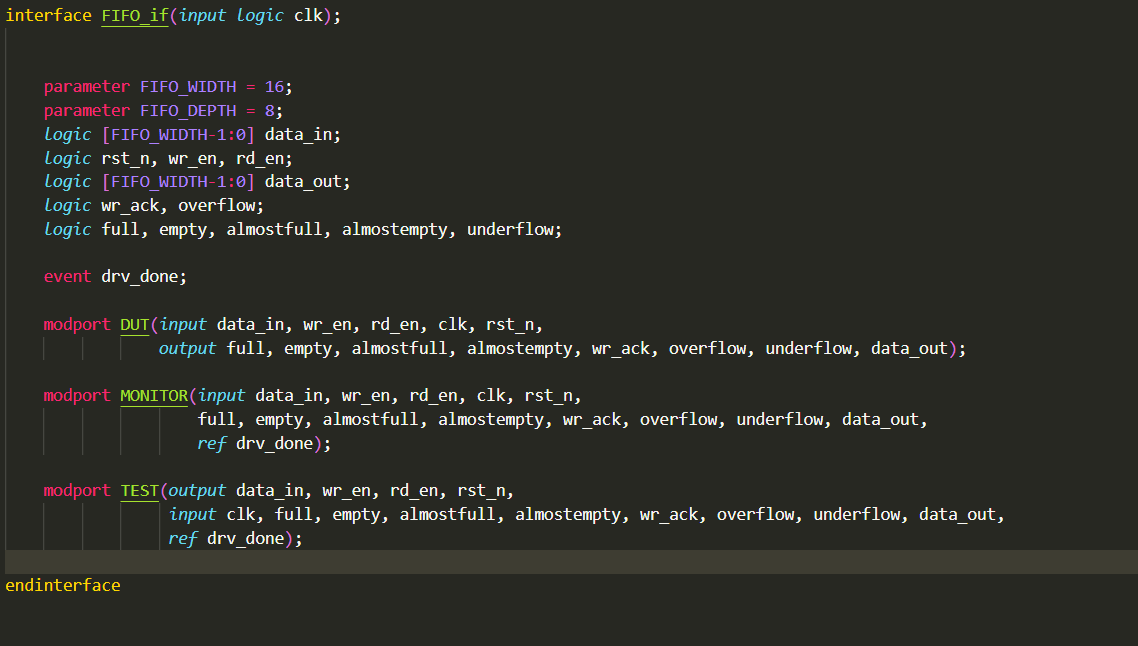 interface FIFO_if(input logic clk);
parameter FIFO_WIDTH = 16;
parameter FIFO_DEPTH = 8;
logic [FIFO_WIDTH-1:0] data_in;
logic rst_n, wr_en, rd_en;
logic [FIFO_WIDTH-1:0] data_out;
logic wr_ack, overflow;
logic full, empty, almostfull, almostempty, underflow;
event drv_done;
modport DUT(input data_in, wr_en, rd_en, clk, rst_n,
output full, empty, almostfull, almostempty, wr_ack, overflow, underflow, data_out);
modport MONITOR(input data_in, wr_en, rd_en, clk, rst_n,
full, empty, almostfull, almostempty, wr_ack, overflow, underflow, data_out,
ref drv_done);
modport TEST(output data_in, wr_en, rd_en, rst_n,
input clk, full, empty, almostfull, almostempty, wr_ack, overflow, underflow, data_out,
ref drv_done);
endinterface